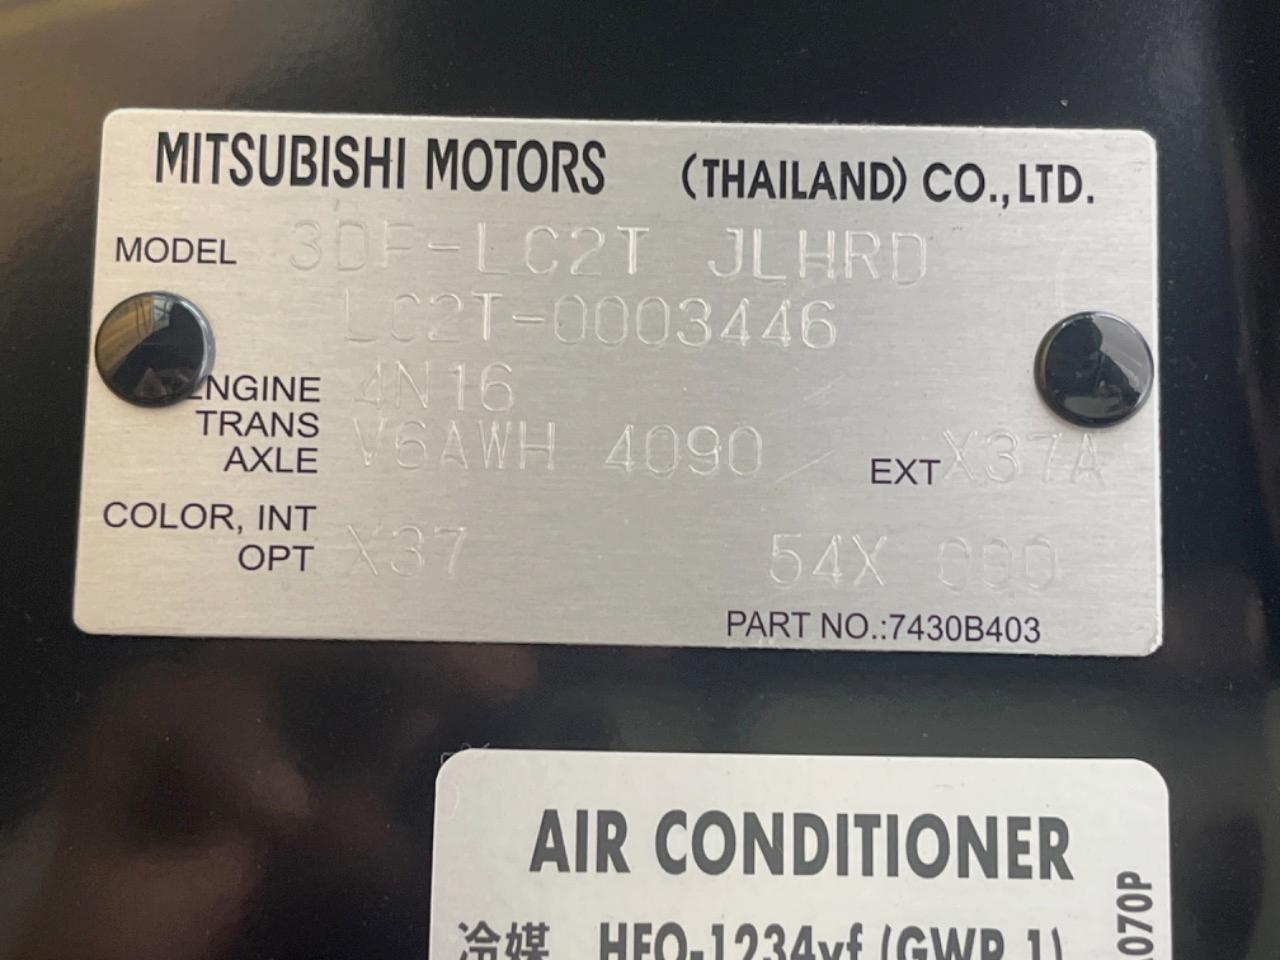 MITSUBISHI MOTORS (THAILAND) CO.,LTD.
MODEL 3DF-LC2T JLHRD
LC2T-0003446
ENGINE 4N16
TRANS
AXLE V6AWH 4090 EXT X37A
COLOR, INT
OPT X37 54X 000
PART NO.:7430B403
AIR CONDITIONER
冷媒 HFO-1234yf (GWP 1)
070P